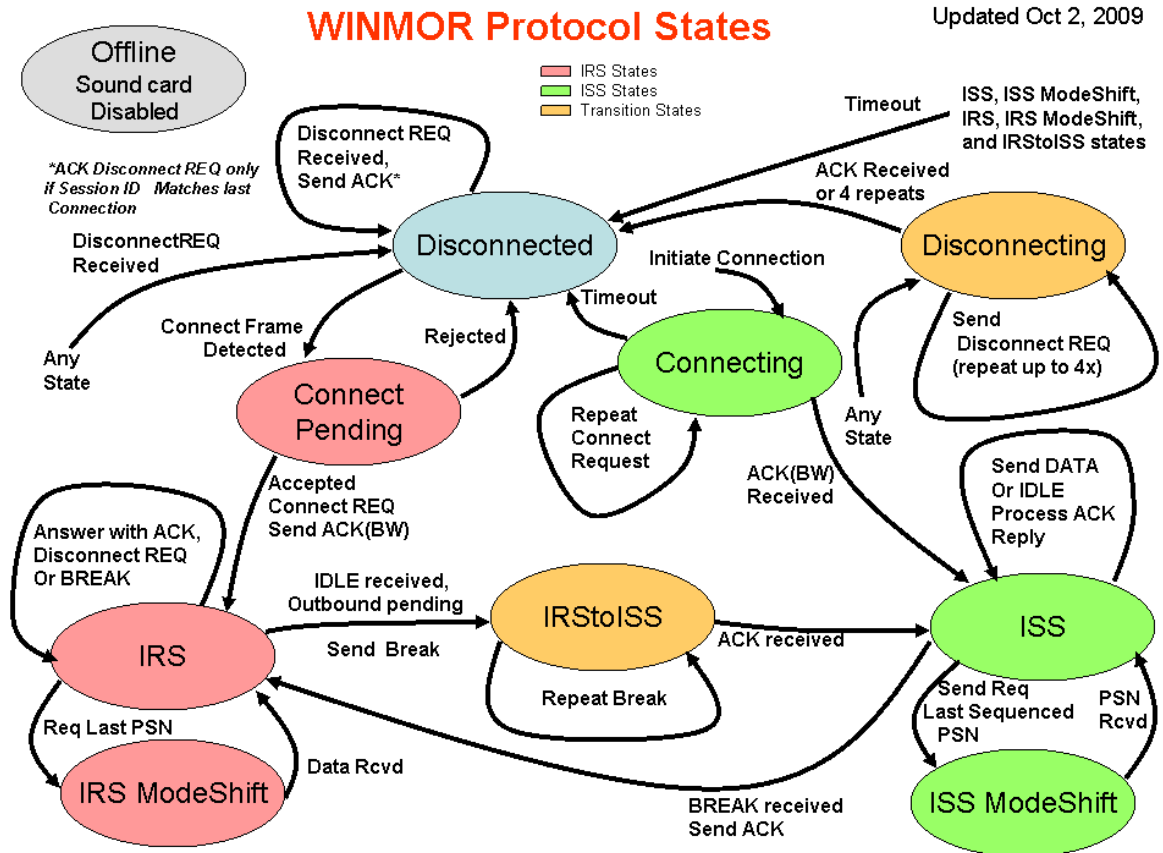 WINMOR Protocol States
Updated Oct 2, 2009
Offline
Sound card
Disabled
IRS States
ISS States
Transition States
Timeout
ISS, ISS ModeShift,
IRS, IRS ModeShift,
and IRStoISS states
Disconnect REQ
Received,
Send ACK*
*ACK Disconnect REQ only
if Session ID Matches last
Connection
ACK Received
or 4 repeats
DisconnectREQ
Received
Disconnected
Disconnecting
Initiate Connection
Timeout
Connect Frame
Detected
Rejected
Any
State
Send
Disconnect REQ
(repeat up to 4x)
Connecting
Connect
Pending
Repeat
Connect
Request
Any
State
ACK(BW)
Received
Accepted
Connect REQ
Send ACK(BW)
Send DATA
Or IDLE
Process ACK
Reply
Answer with ACK,
Disconnect REQ
Or BREAK
IDLE received,
Outbound pending
Send Break
IRStoISS
ACK received
ISS
IRS
Repeat Break
Send Req
Last Sequenced
PSN
PSN
Rcvd
Req Last PSN
Data Rcvd
IRS ModeShift
BREAK received
Send ACK
ISS ModeShift